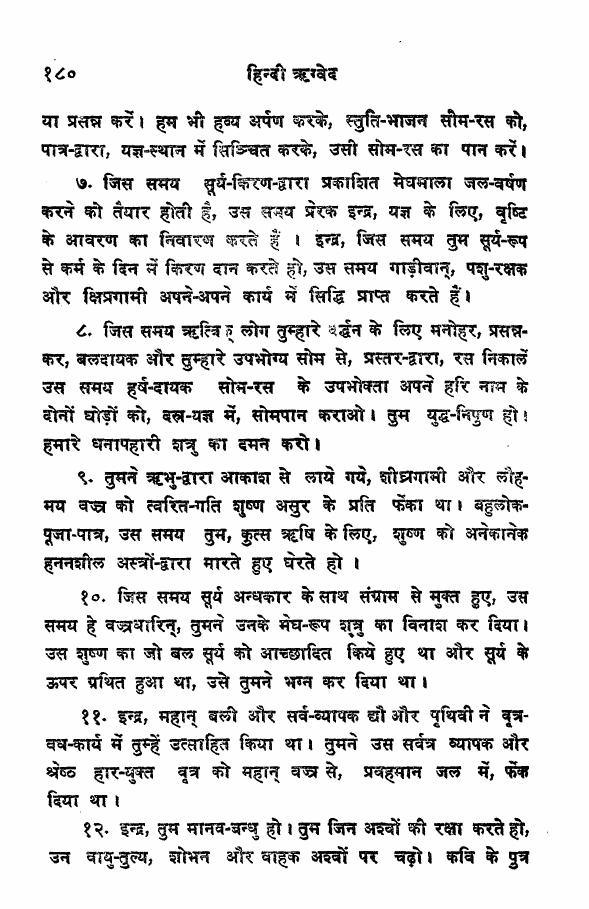 १८० हिन्दी ऋग्वेद
या प्रसन्न करें। हम भी हव्य अर्पण करके, स्तुति-भाजन सोम-रस को,
पात्र-द्वारा, यज्ञ-स्थान में सिञ्चित करके, उसी सोम-रस का पान करें।
७. जिस समय सूर्य-किरण-द्वारा प्रकाशित मेघमाला जल-वर्षण
करने को तैयार होती है, उस समय प्रेरक इन्द्र, यज्ञ के लिए, वृष्टि
के आवरण का निवारण करते हैं । इन्द्र, जिस समय तुम सूर्य-रूप
से कर्म के दिन में किरण दान करते हो, उस समय गाड़ीवान्, पशु-रक्षक
और क्षिप्रगामी अपने-अपने कार्य में सिद्धि प्राप्त करते हैं।
८. जिस समय ऋत्विक् लोग तुम्हारे वर्द्धन के लिए मनोहर, प्रसन्न-
कर, बलदायक और तुम्हारे उपभोग्य सोम से, प्रस्तर-द्वारा, रस निकालें
उस समय हर्ष-दायक सोम-रस के उपभोक्ता अपने हरि नाम के
दोनों घोड़ों को, दस्र-यज्ञ में, सोमपान कराओ। तुम युद्ध-निपुण हो।
हमारे धनापहारी शत्रु का दमन करो।
९. तुमने ऋभु-द्वारा आकाश से लाये गये, शीघ्रगामी और लौह-
मय वज्र को त्वरित-गति शुष्ण असुर के प्रति फेंका था। बहुलोक-
पूजा-पात्र, उस समय तुम, कुत्स ऋषि के लिए, शुष्ण को अनेकानेक
हननशील अस्त्रों-द्वारा मारते हुए घेरते हो ।
१०. जिस समय सूर्य अन्धकार के साथ संग्राम से मुक्त हुए, उस
समय हे वज्रधारिन्, तुमने उनके मेघ-रूप शत्रु का विनाश कर दिया।
उस शुष्ण का जो बल सूर्य को आच्छादित किये हुए था और सूर्य के
ऊपर प्रथित हुआ था, उसे तुमने भग्न कर दिया था।
११. इन्द्र, महान् बली और सर्व-व्यापक द्यौ और पृथिवी ने वृत्र-
वध-कार्य में तुम्हें उत्साहित किया था। तुमने उस सर्वत्र व्यापक और
श्रेष्ठ हार-युक्त वृत्र को महान् वज्र से, प्रवहमान जल में, फेंक
दिया था ।
१२. इन्द्र, तुम मानव-बन्धु हो। तुम जिन अश्वों की रक्षा करते हो,
उन वायु-तुल्य, शोभन और वाहक अश्वों पर चढ़ो। कवि के पुत्र